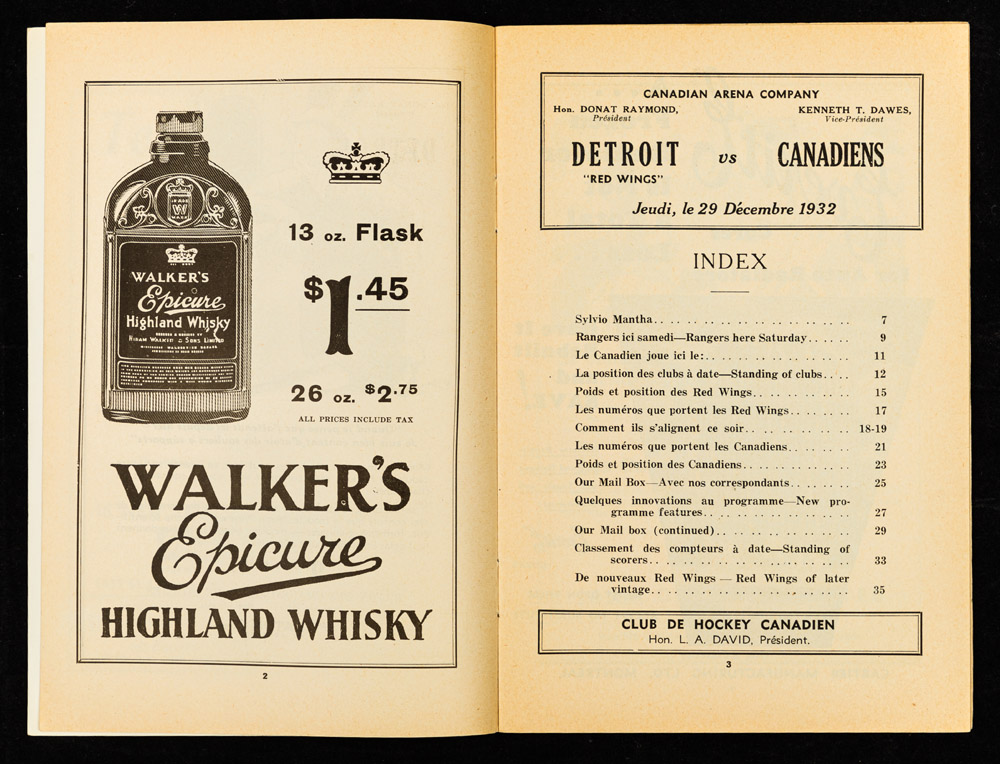 WALKER'S
Epicure
Highland Whisky
HIRAM WALKER & SONS LIMITED
13 oz. Flask
$1.45
26 oz. $2.75
ALL PRICES INCLUDE TAX
WALKER'S
Epicure
HIGHLAND WHISKY
2
CANADIAN ARENA COMPANY
Hon. DONAT RAYMOND, KENNETH T. DAWES,
Président Vice-Président
DETROIT vs CANADIENS
"RED WINGS"
Jeudi, le 29 Décembre 1932
INDEX
Sylvio Mantha.. .. .. .. .. .. .. .. .. 7
Rangers ici samedi—Rangers here Saturday.. .. .. 9
Le Canadien joue ici le:.. .. .. .. .. .. .. .. 11
La position des clubs à date—Standing of clubs.. .. 12
Poids et position des Red Wings.. .. .. .. .. 15
Les numéros que portent les Red Wings.. .. .. .. 17
Comment ils s'alignent ce soir.. .. .. .. .. .. 18-19
Les numéros que portent les Canadiens.. .. .. .. 21
Poids et position des Canadiens.. .. .. .. .. .. 23
Our Mail Box—Avec nos correspondants.. .. .. .. 25
Quelques innovations au programme—New pro-
gramme features.. .. .. .. .. .. .. .. 27
Our Mail box (continued).. .. .. .. .. .. .. 29
Classement des compteurs à date—Standing of
scorers.. .. .. .. .. .. .. .. .. .. 33
De nouveaux Red Wings — Red Wings of later
vintage.. .. .. .. .. .. .. .. .. .. 35
CLUB DE HOCKEY CANADIEN
Hon. L. A. DAVID, Président.
3